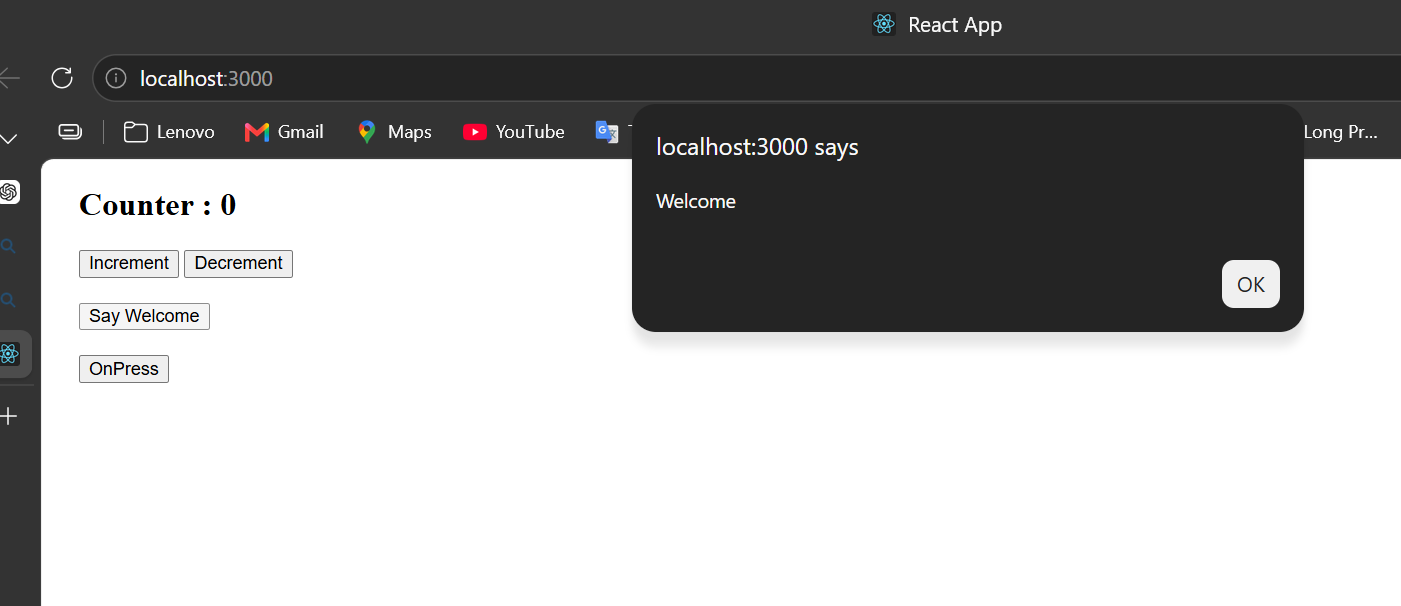 React App
localhost:3000
Lenovo Gmail Maps YouTube Long Pr...
localhost:3000 says
Welcome
OK
Counter : 0
Increment Decrement
Say Welcome
OnPress